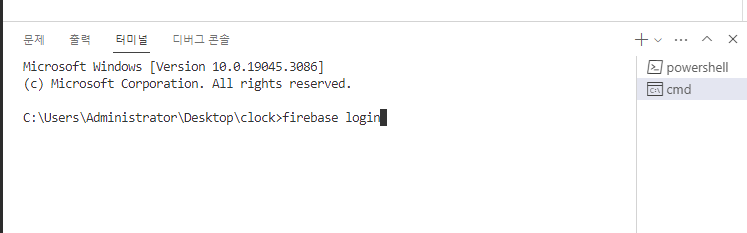 문제 출력 터미널 디버그 콘솔
Microsoft Windows [Version 10.0.19045.3086]
(c) Microsoft Corporation. All rights reserved.
C:\Users\Administrator\Desktop\clock>firebase login
powershell
cmd